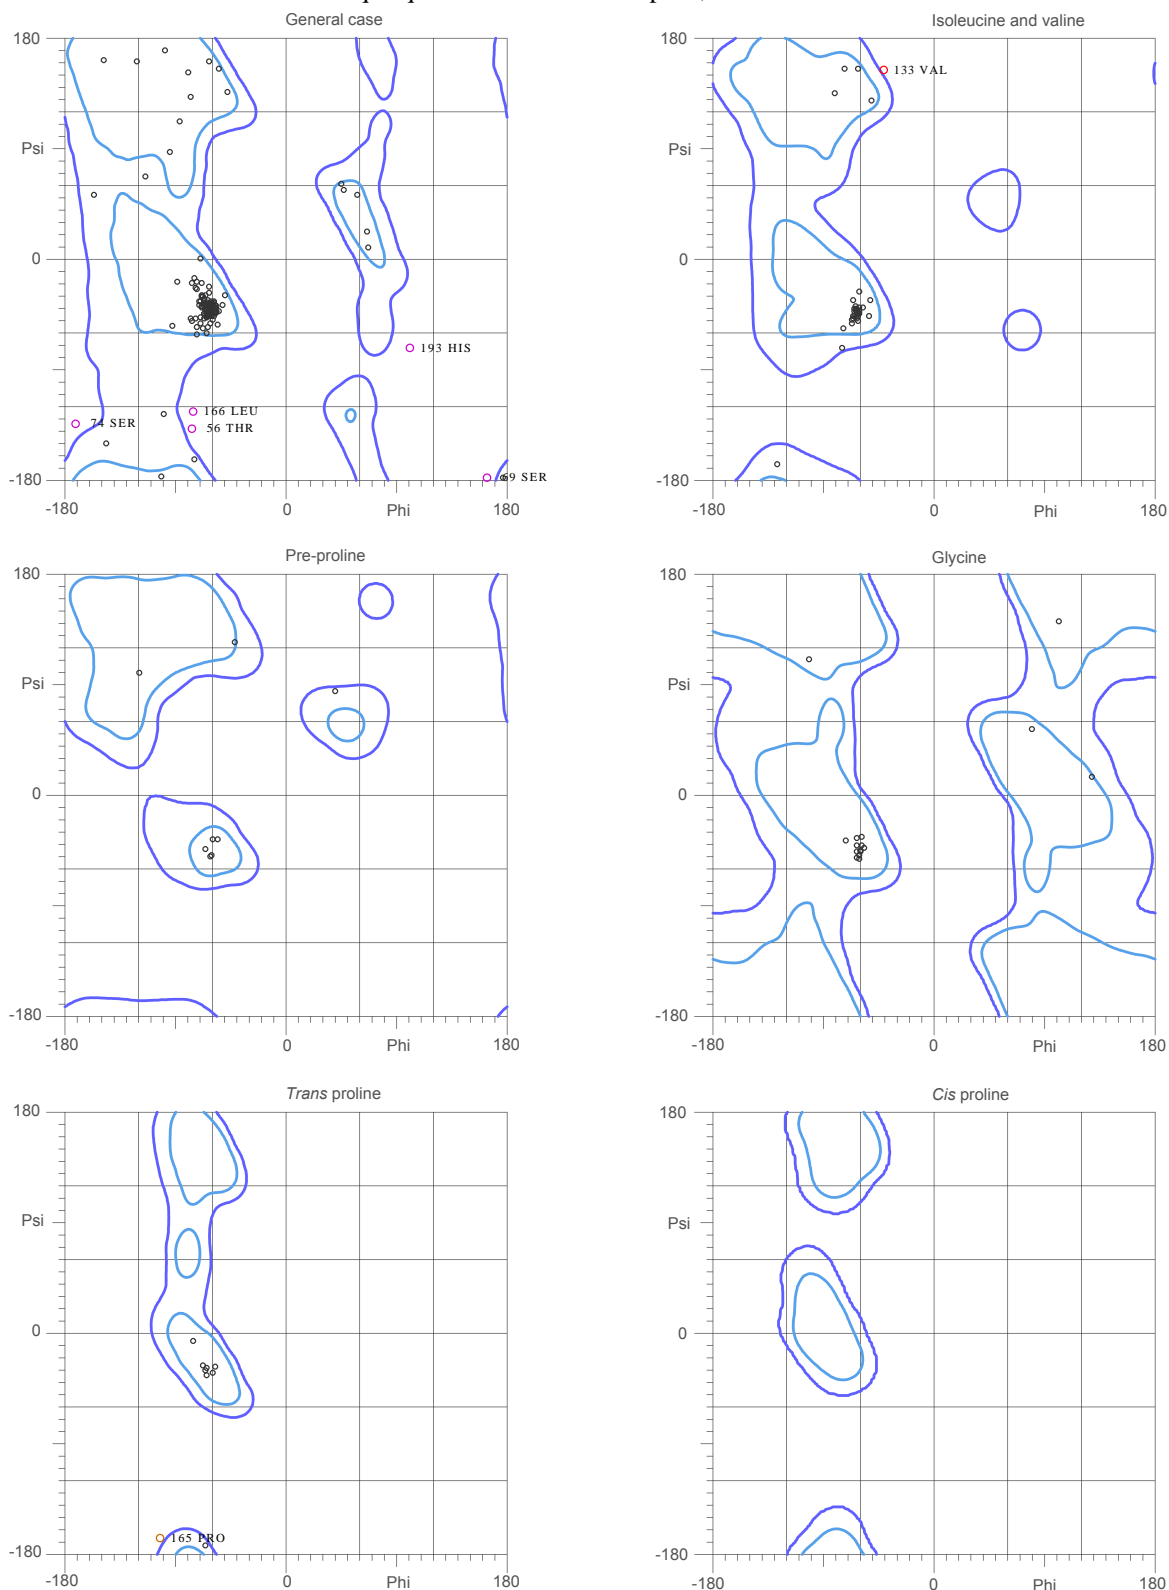 General case
Isoleucine and valine
180
Psi
0
-180
-180
0
Phi
180
193 HIS
166 LEU
74 SER
56 THR
69 SER
180
Psi
0
-180
-180
0
Phi
180
133 VAL
Pre-proline
Glycine
180
Psi
0
-180
-180
0
Phi
180
180
Psi
0
-180
-180
0
Phi
180
Trans proline
Cis proline
180
Psi
0
-180
-180
0
Phi
180
165 PRO
180
Psi
0
-180
-180
0
Phi
180